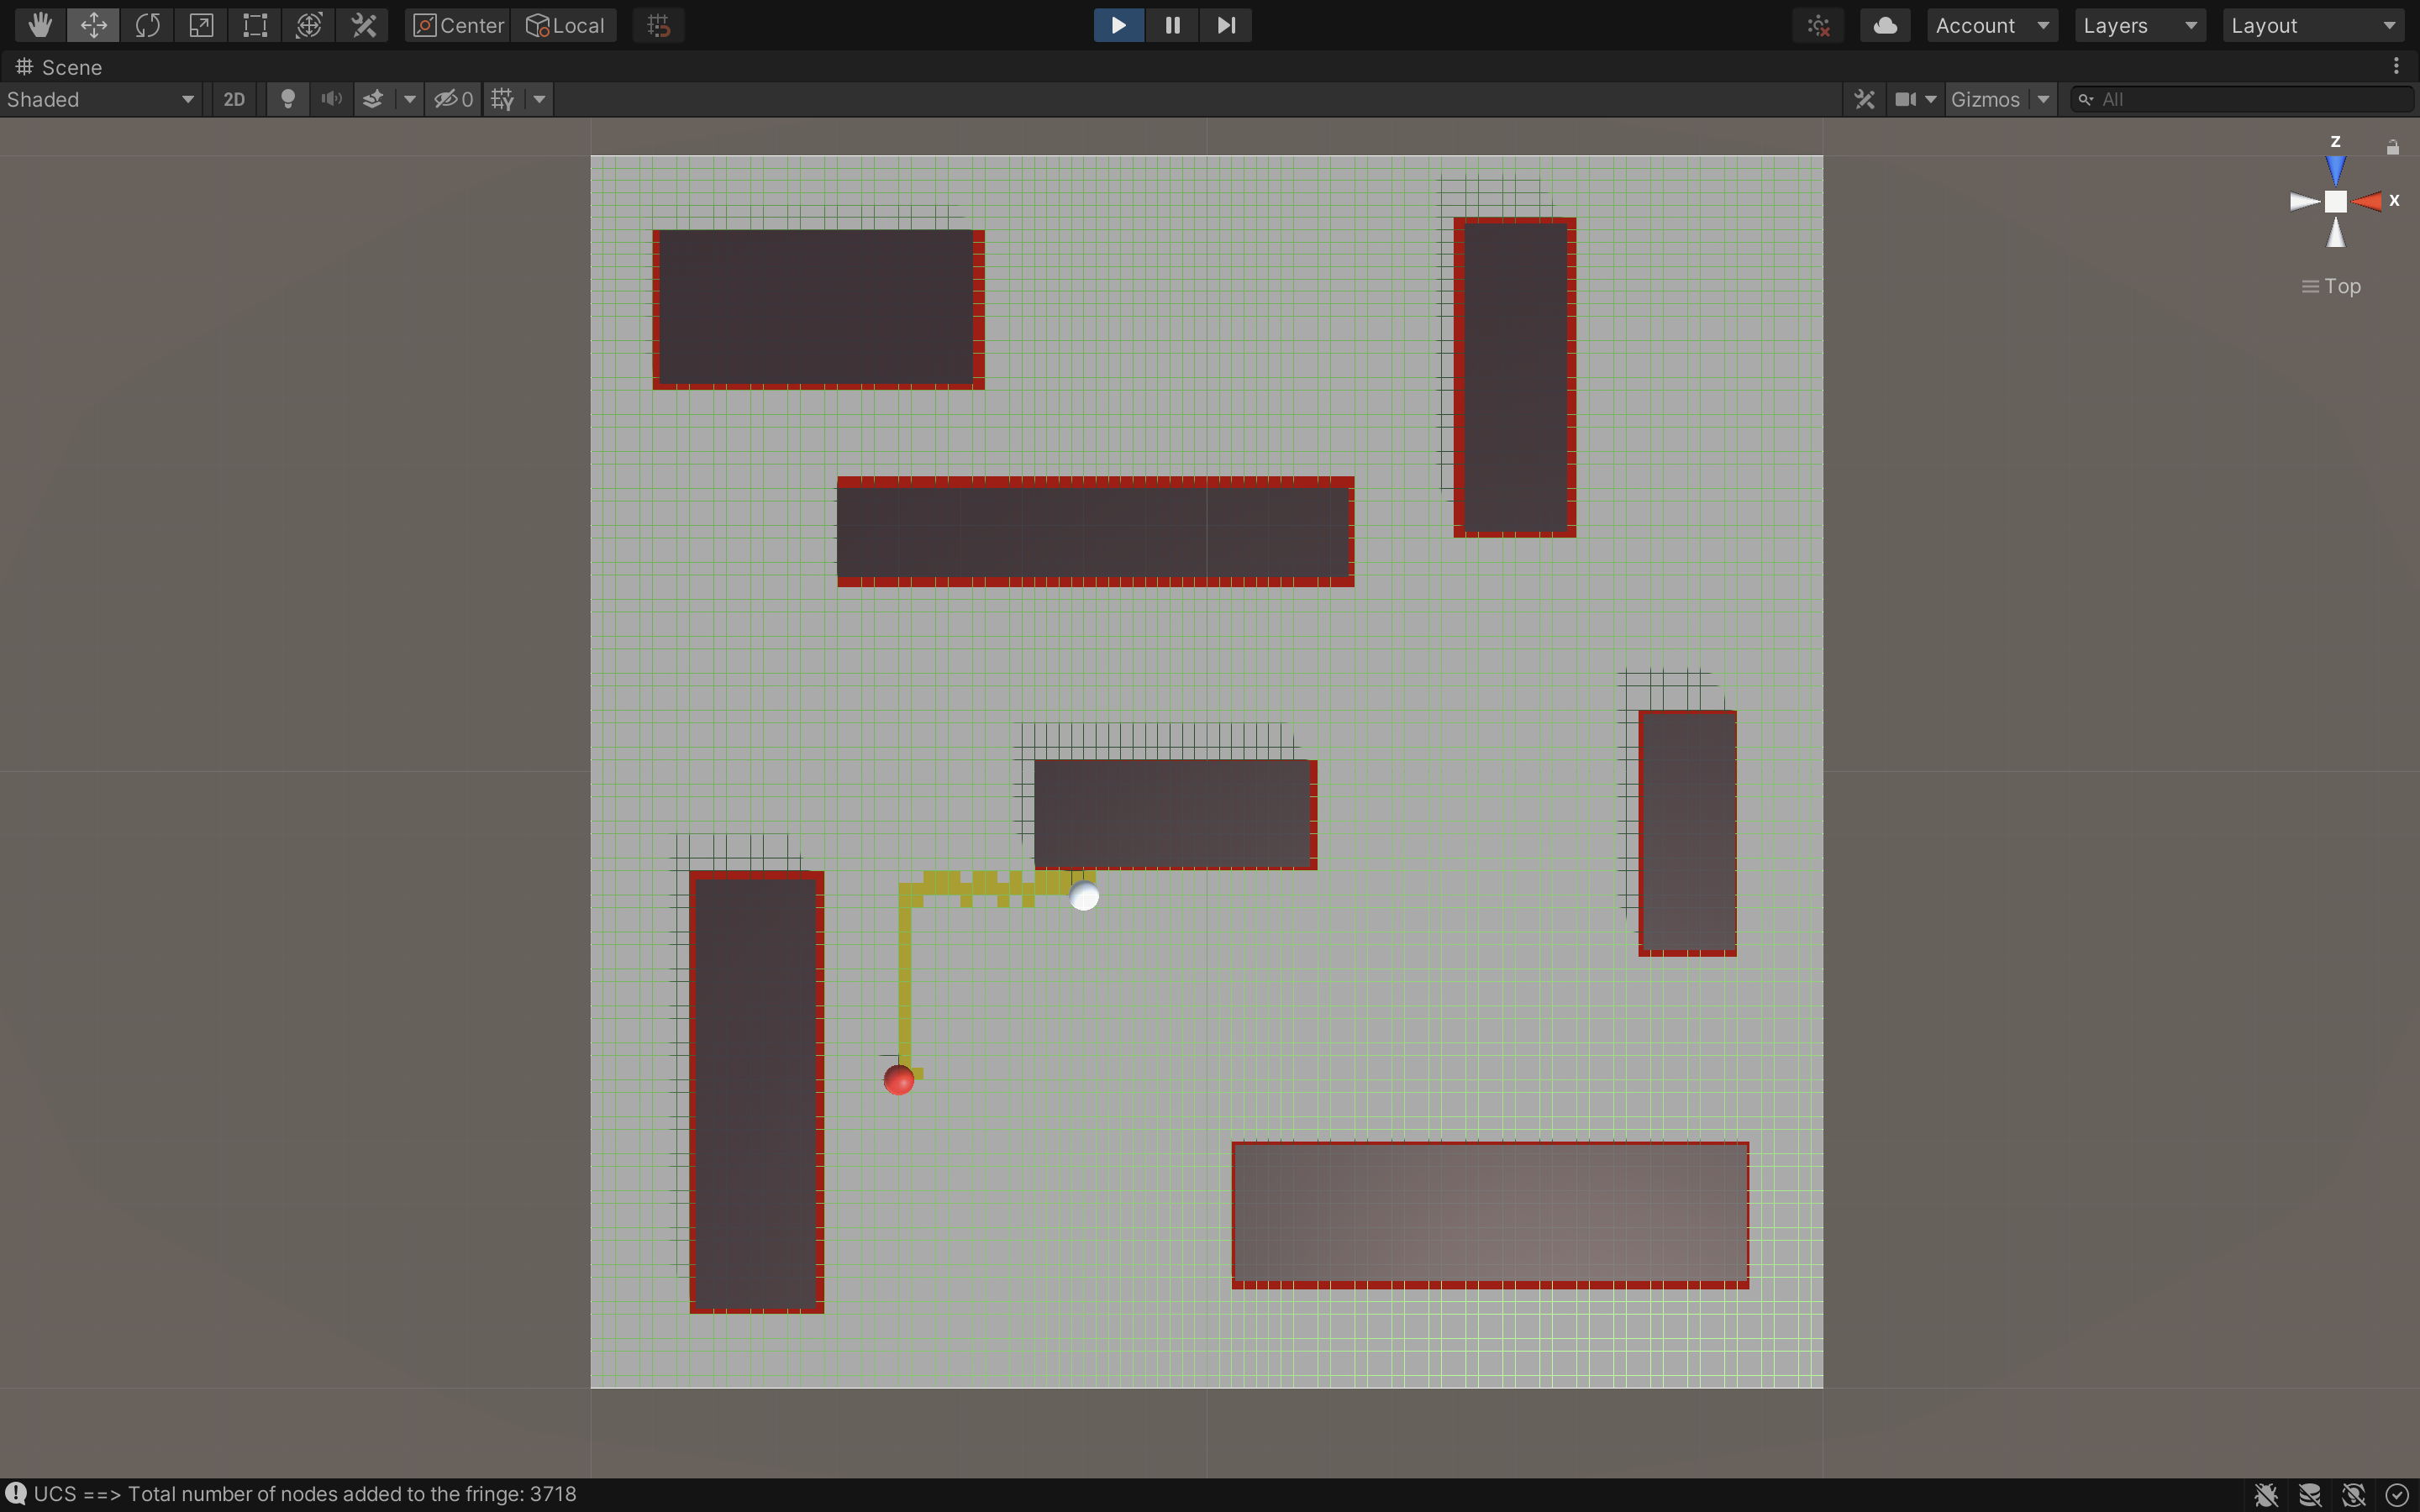 Center Local Account Layers Layout
Scene
Shaded 2D 0 Gizmos All
Z
X
Top
UCS ==> Total number of nodes added to the fringe: 3718